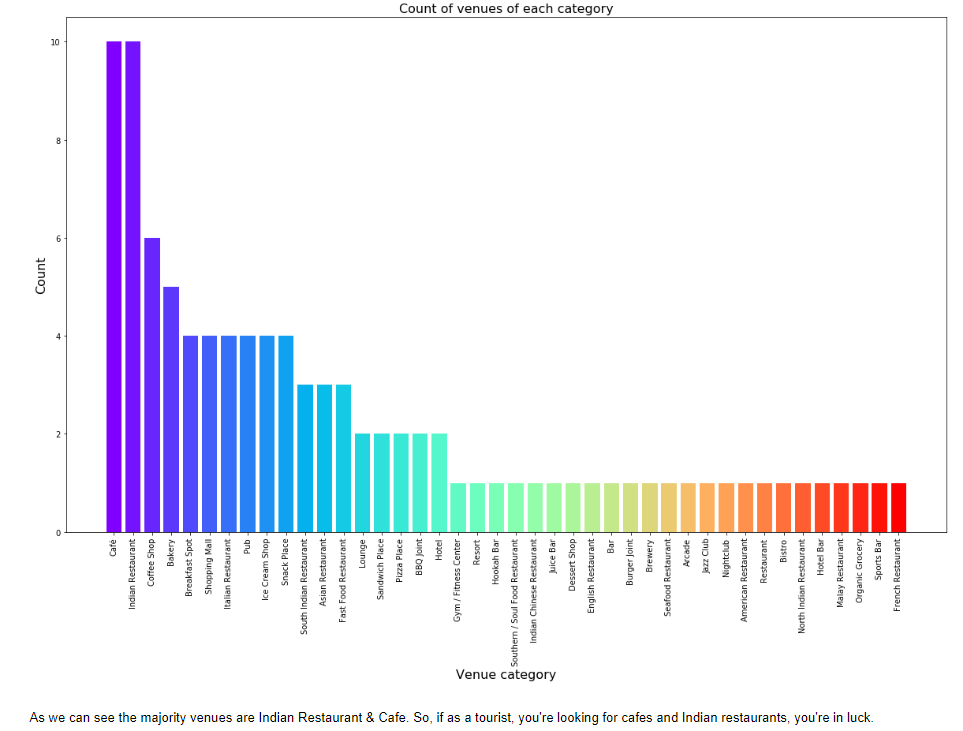 Count of venues of each category
10
8
6
4
2
0
Count
Café
Indian Restaurant
Coffee Shop
Bakery
Breakfast Spot
Shopping Mall
Italian Restaurant
Pub
Ice Cream Shop
Snack Place
South Indian Restaurant
Asian Restaurant
Fast Food Restaurant
Lounge
Sandwich Place
Pizza Place
BBQ Joint
Hotel
Gym / Fitness Center
Resort
Hookah Bar
Southern / Soul Food Restaurant
Indian Chinese Restaurant
Juice Bar
Dessert Shop
English Restaurant
Bar
Burger Joint
Brewery
Seafood Restaurant
Arcade
Jazz Club
Nightclub
American Restaurant
Restaurant
Bistro
North Indian Restaurant
Hotel Bar
Malay Restaurant
Organic Grocery
Sports Bar
French Restaurant
Venue category
As we can see the majority venues are Indian Restaurant & Cafe. So, if as a tourist, you're looking for cafes and Indian restaurants, you're in luck.